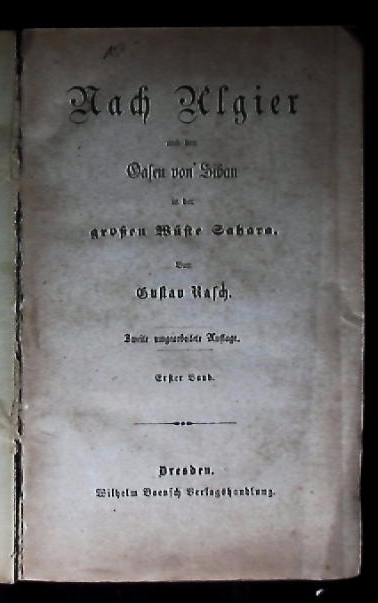 Nach Algier
und den
Oasen von Siban
in der
großen Wüste Sahara.
Von
Gustav Rasch.
Zweite umgearbeitete Auflage.
Erster Band.
Dresden.
Wilhelm Baensch Verlagshandlung.